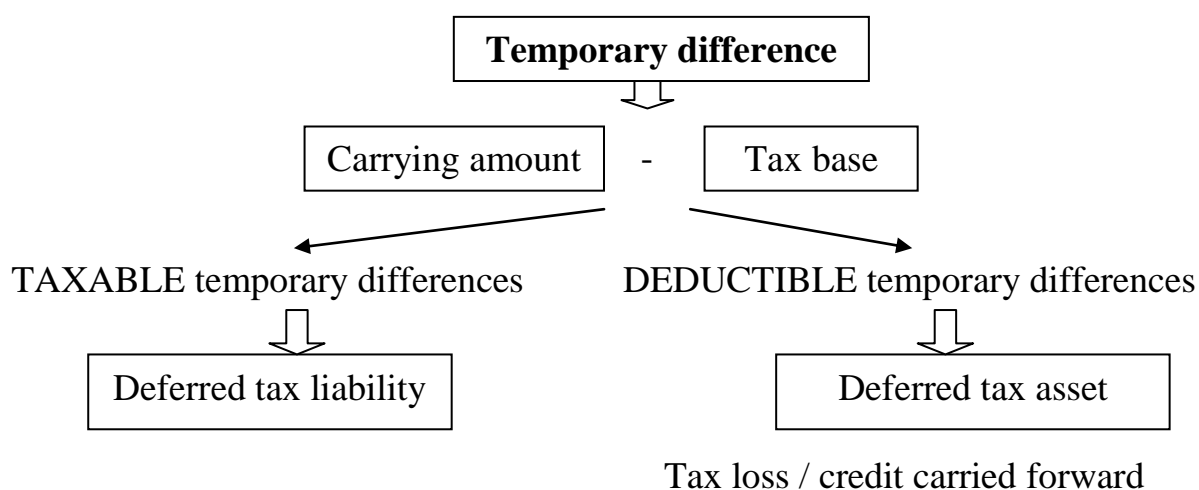 Temporary difference
Carrying amount - Tax base
TAXABLE temporary differences DEDUCTIBLE temporary differences
Deferred tax liability Deferred tax asset
Tax loss / credit carried forward